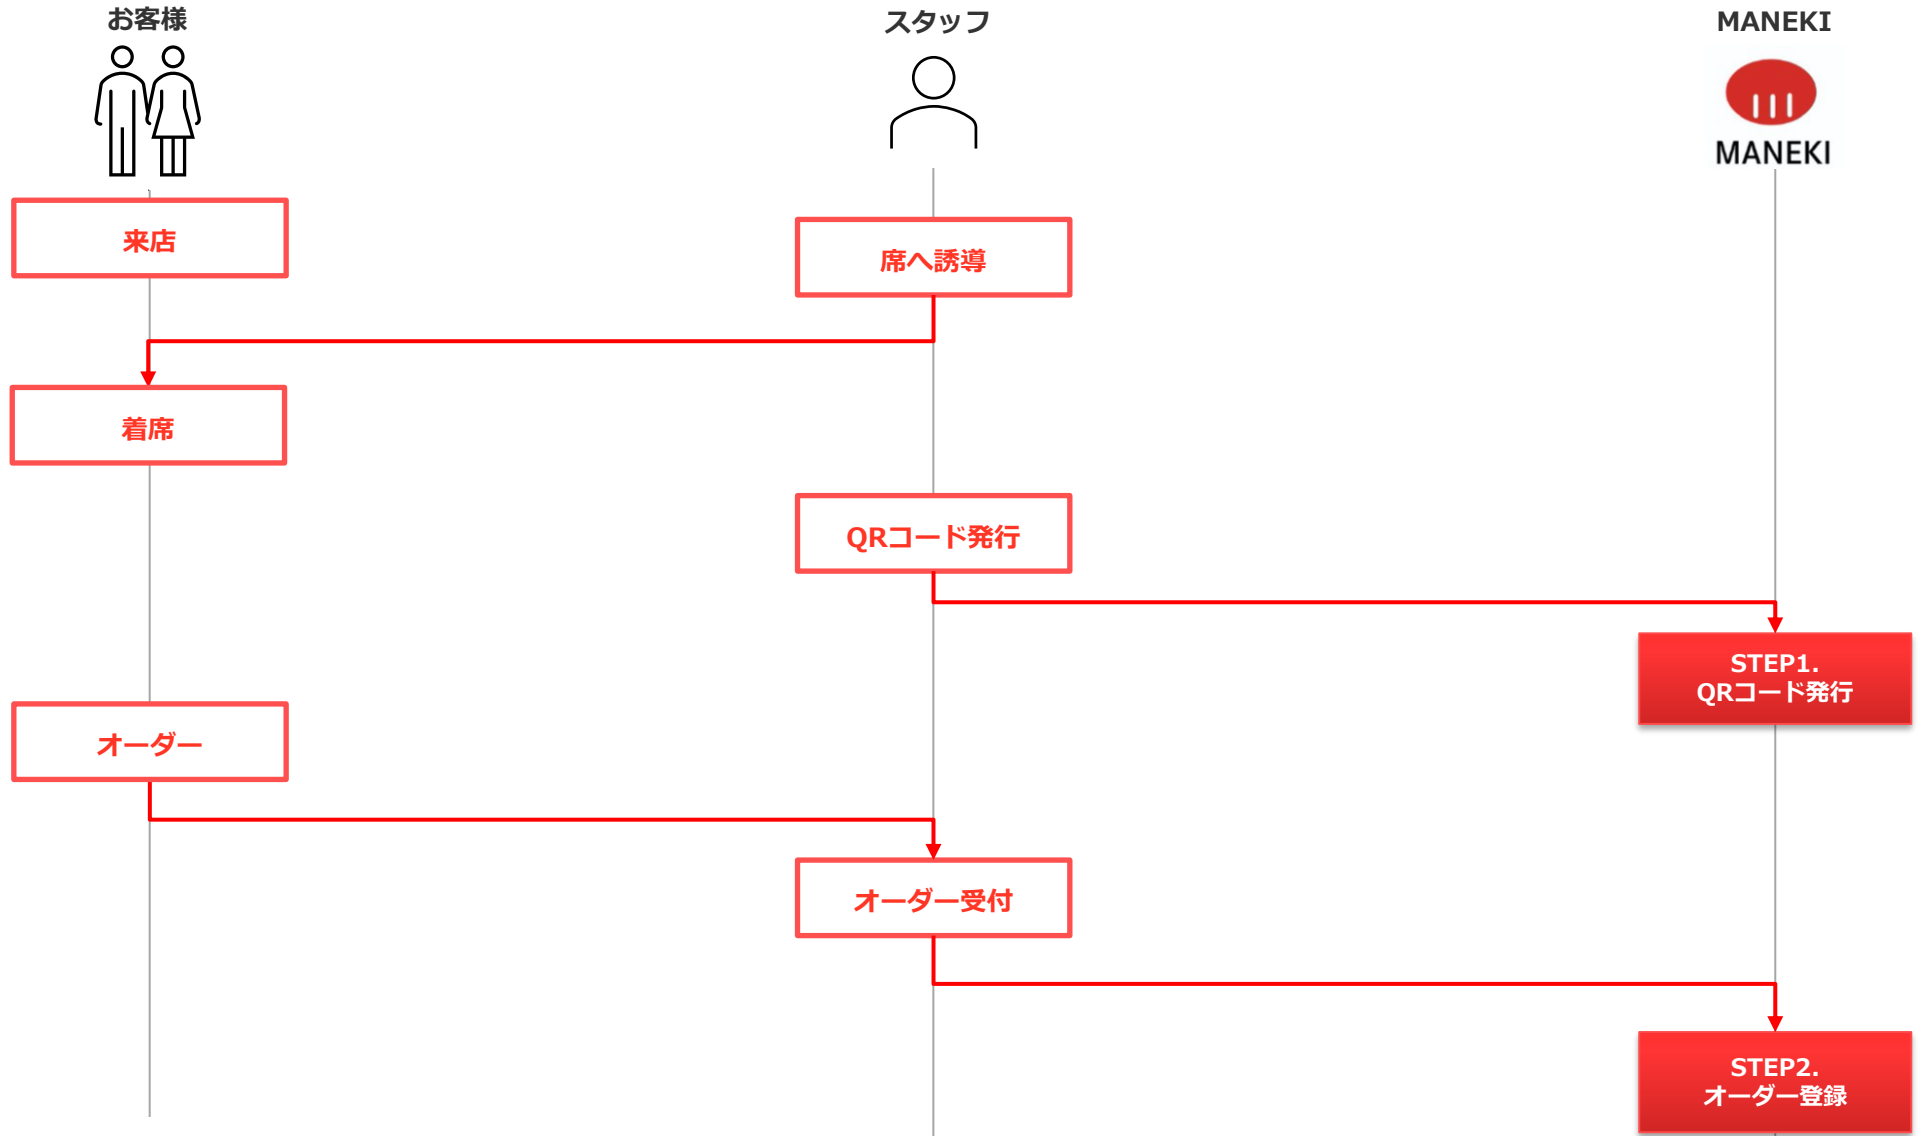 お客様
スタッフ
MANEKI
MANEKI
来店
席へ誘導
着席
QRコード発行
STEP1.
QRコード発行
オーダー
オーダー受付
STEP2.
オーダー登録